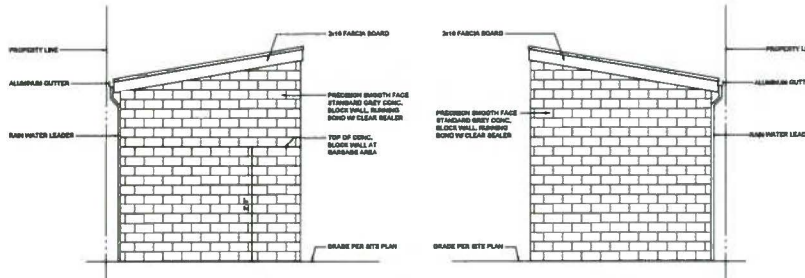 PROPERTY LINE
ALUMINUM GUTTER
RAIN WATER LEADER
2x10 FASCIA BOARD
PRECISION SMOOTH FACE
STANDARD GREY CONC.
BLOCK WALL, RUNNING
BOND W/ CLEAR SEALER
TOP OF CONC.
BLOCK WALL AT
GARBAGE AREA
GRADE PER SITE PLAN
2x10 FASCIA BOARD
PRECISION SMOOTH FACE
STANDARD GREY CONC.
BLOCK WALL, RUNNING
BOND W/ CLEAR SEALER
GRADE PER SITE PLAN
PROPERTY LI
ALUMINUM GUTT
RAIN WATER LEAD